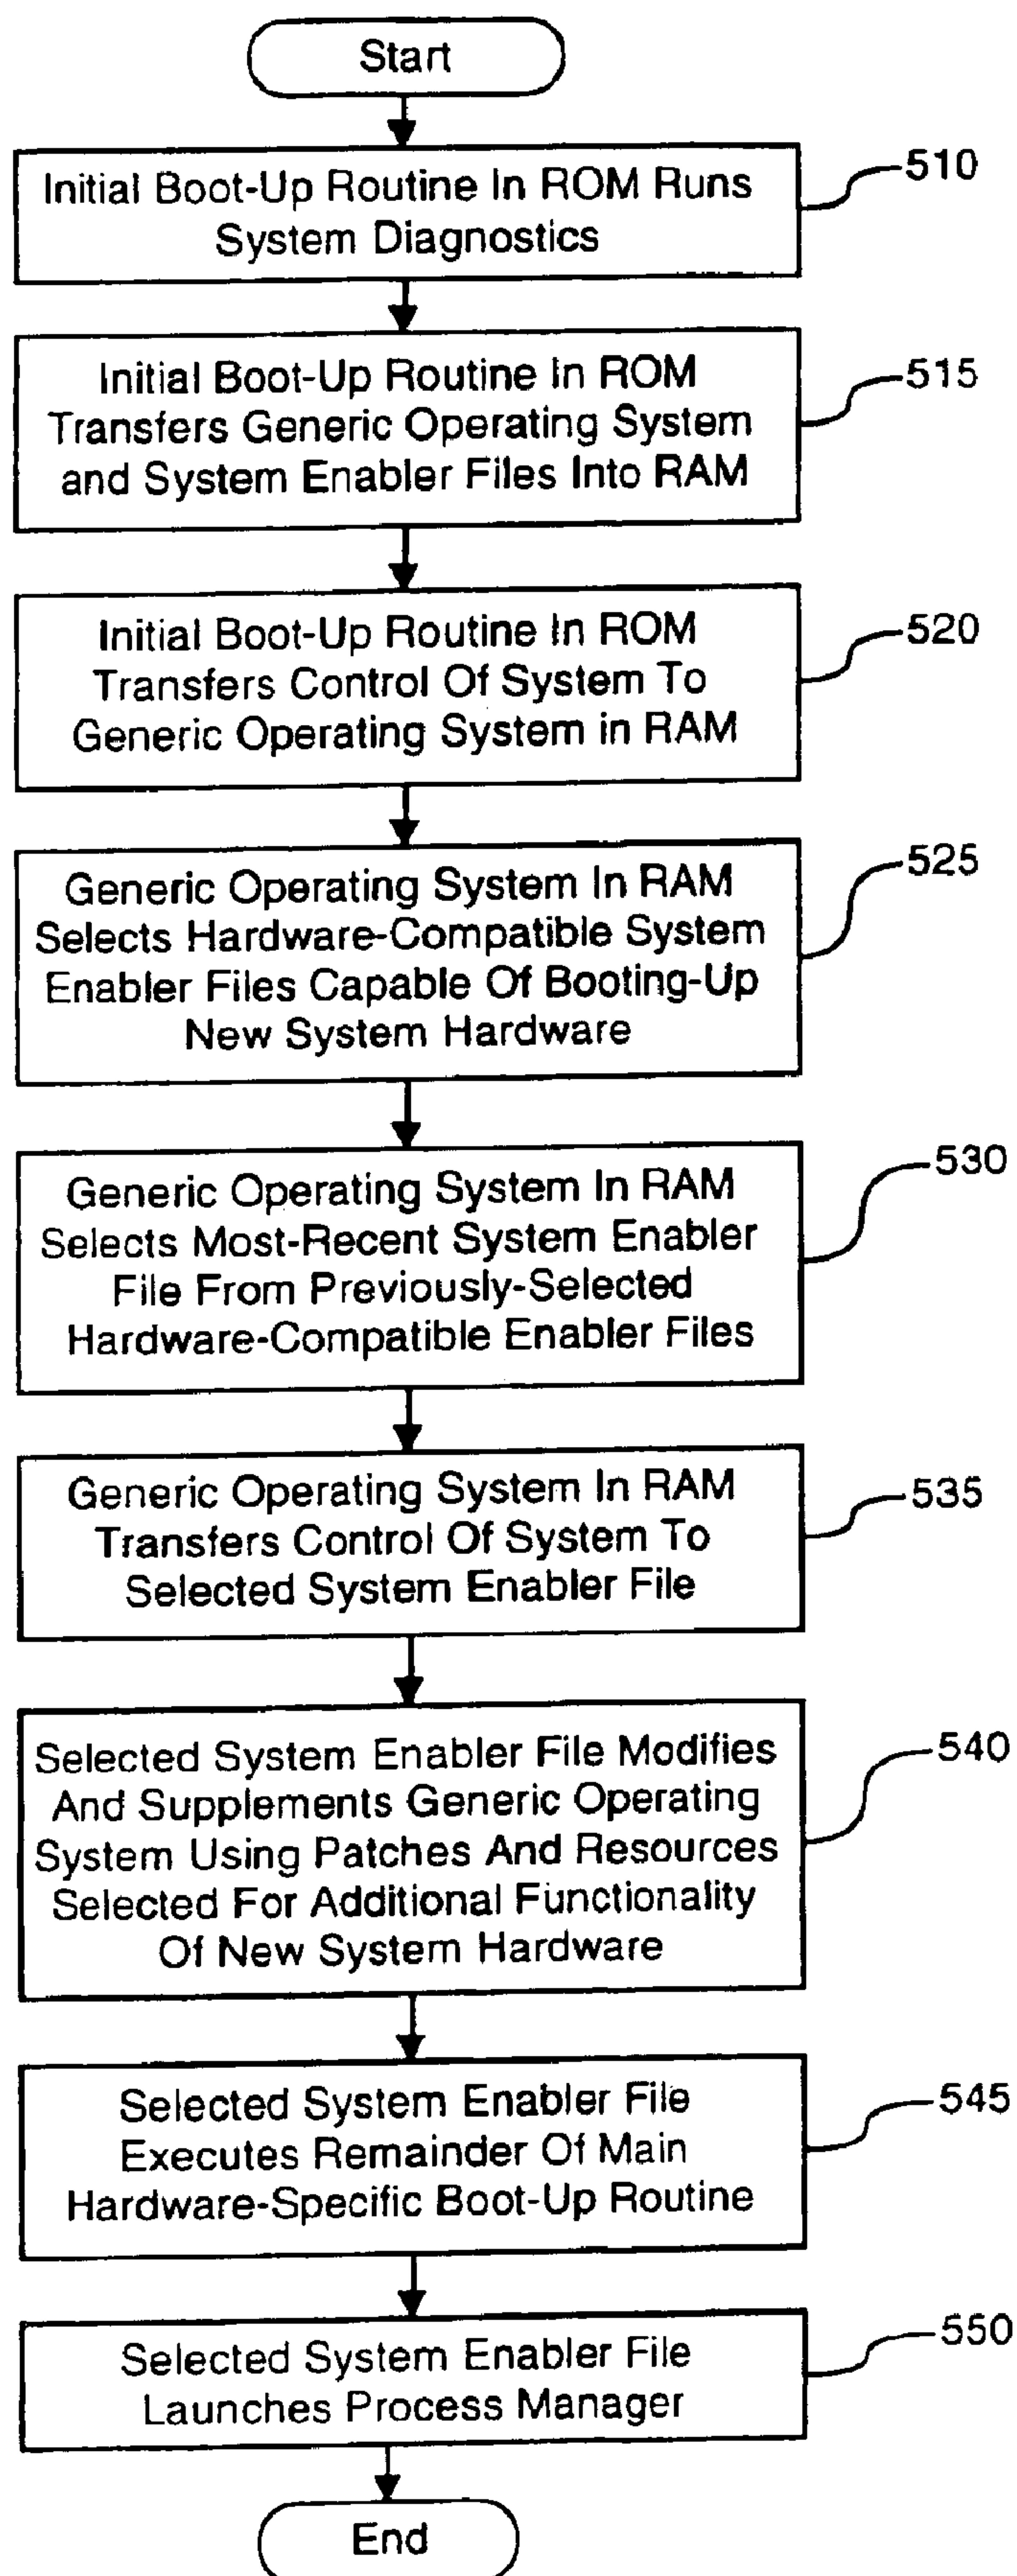 Start
Initial Boot-Up Routine In ROM Runs
System Diagnostics
510
Initial Boot-Up Routine In ROM
Transfers Generic Operating System
and System Enabler Files Into RAM
515
Initial Boot-Up Routine In ROM
Transfers Control Of System To
Generic Operating System in RAM
520
Generic Operating System In RAM
Selects Hardware-Compatible System
Enabler Files Capable Of Booting-Up
New System Hardware
525
Generic Operating System In RAM
Selects Most-Recent System Enabler
File From Previously-Selected
Hardware-Compatible Enabler Files
530
Generic Operating System In RAM
Transfers Control Of System To
Selected System Enabler File
535
Selected System Enabler File Modifies
And Supplements Generic Operating
System Using Patches And Resources
Selected For Additional Functionality
Of New System Hardware
540
Selected System Enabler File
Executes Remainder Of Main
Hardware-Specific Boot-Up Routine
545
Selected System Enabler File
Launches Process Manager
550
End